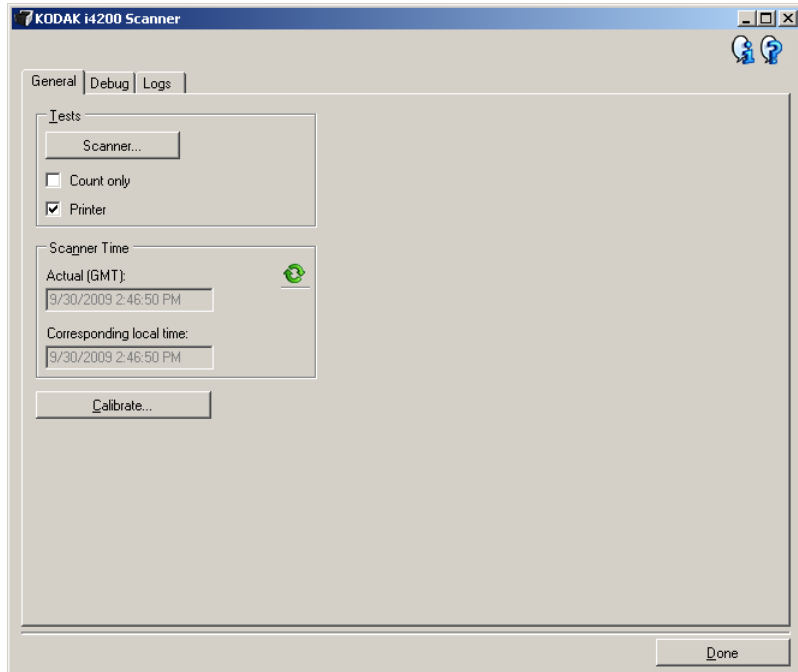 KODAK i4200 Scanner
General Debug Logs
Tests
Scanner...
Count only
Printer
Scanner Time
Actual (GMT):
9/30/2009 2:46:50 PM
Corresponding local time:
9/30/2009 2:46:50 PM
Calibrate...
Done